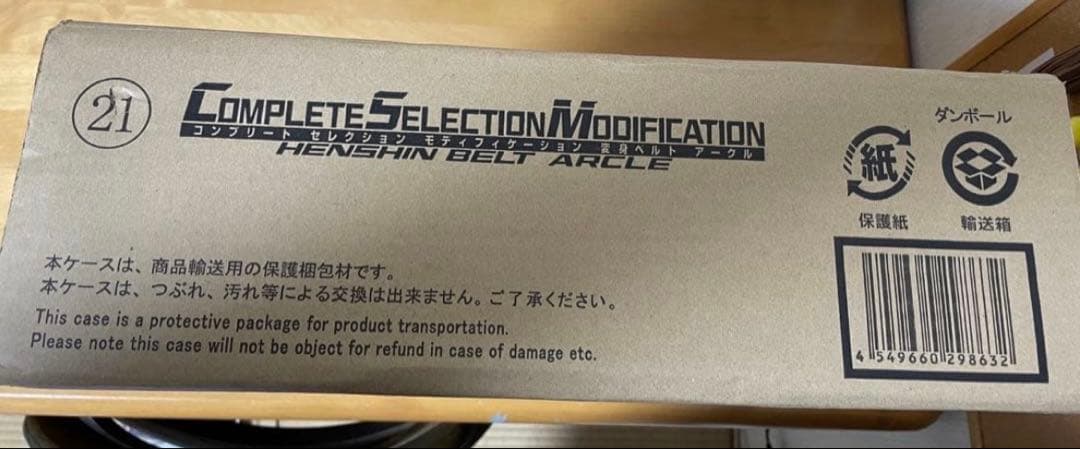 21
COMPLETE SELECTION MODIFICATION
コンプリート セレクション モディフィケーション 変身ベルト アークル
HENSHIN BELT ARCLE
ダンボール
紙
保護紙
輸送箱
本ケースは、商品輸送用の保護梱包材です。
本ケースは、つぶれ、汚れ等による交換は出来ません。ご了承ください。
This case is a protective package for product transportation.
Please note this case will not be object for refund in case of damage etc.
4 549660 298632